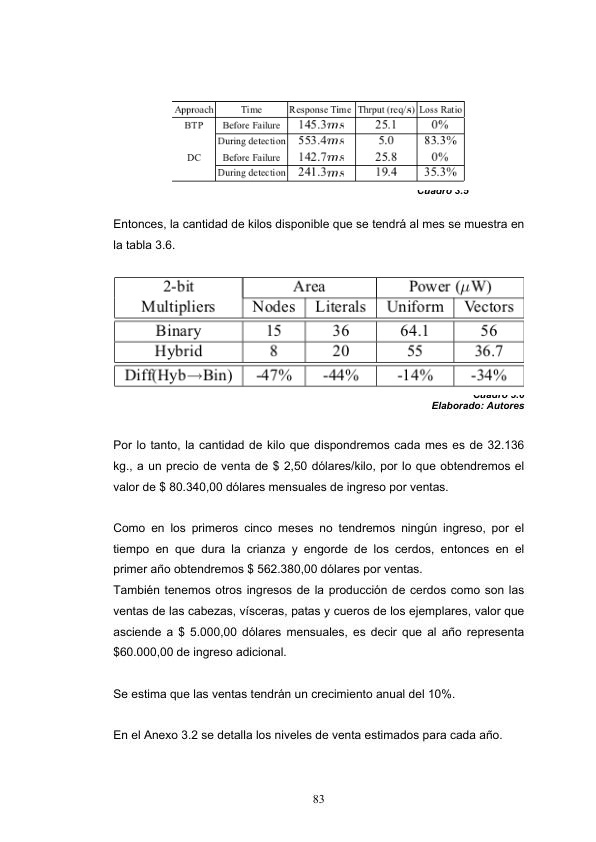 Approach Time Response Time Thrput (req/s) Loss Ratio
BTP Before Failure 145.3ms 25.1 0%
During detection 553.4ms 5.0 83.3%
DC Before Failure 142.7ms 25.8 0%
During detection 241.3ms 19.4 35.3%
Cuadro 3.5
Entonces, la cantidad de kilos disponible que se tendrá al mes se muestra en
la tabla 3.6.
2-bit Area Power (μW)
Multipliers Nodes Literals Uniform Vectors
Binary 15 36 64.1 56
Hybrid 8 20 55 36.7
Diff(Hyb→Bin) -47% -44% -14% -34%
Cuadro 3.6
Elaborado: Autores
Por lo tanto, la cantidad de kilo que dispondremos cada mes es de 32.136
kg., a un precio de venta de $ 2,50 dólares/kilo, por lo que obtendremos el
valor de $ 80.340,00 dólares mensuales de ingreso por ventas.
Como en los primeros cinco meses no tendremos ningún ingreso, por el
tiempo en que dura la crianza y engorde de los cerdos, entonces en el
primer año obtendremos $ 562.380,00 dólares por ventas.
También tenemos otros ingresos de la producción de cerdos como son las
ventas de las cabezas, vísceras, patas y cueros de los ejemplares, valor que
asciende a $ 5.000,00 dólares mensuales, es decir que al año representa
$60.000,00 de ingreso adicional.
Se estima que las ventas tendrán un crecimiento anual del 10%.
En el Anexo 3.2 se detalla los niveles de venta estimados para cada año.
83